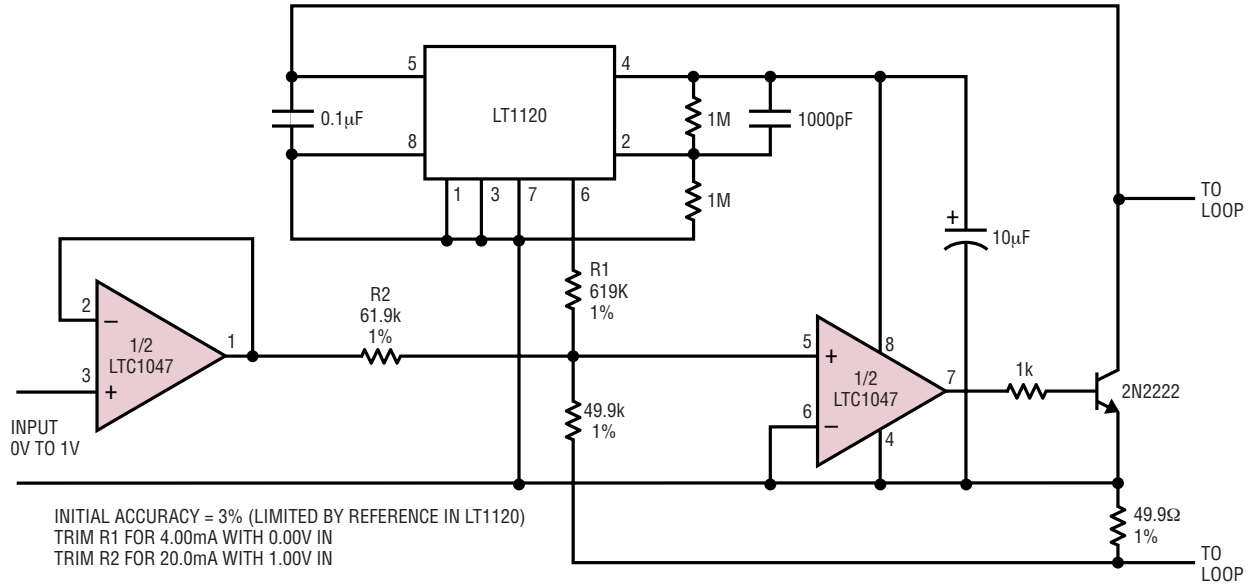 5
4
0.1µF
LT1120
1M
1000pF
8
2
1
3
7
6
1M
TO
LOOP
+
10µF
R1
619K
1%
R2
61.9k
1%
2
–
1/2
LTC1047
1
3
+
INPUT
0V TO 1V
5
+
8
1/2
LTC1047
7
6
–
4
1k
2N2222
49.9k
1%
49.9Ω
1%
TO
LOOP
INITIAL ACCURACY = 3% (LIMITED BY REFERENCE IN LT1120)
TRIM R1 FOR 4.00mA WITH 0.00V IN
TRIM R2 FOR 20.0mA WITH 1.00V IN